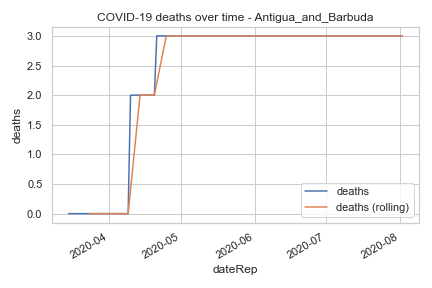 COVID-19 deaths over time - Antigua_and_Barbuda
deaths
3.0
2.5
2.0
1.5
1.0
0.5
0.0
deaths
deaths (rolling)
2020-04
2020-05
2020-06
2020-07
2020-08
dateRep